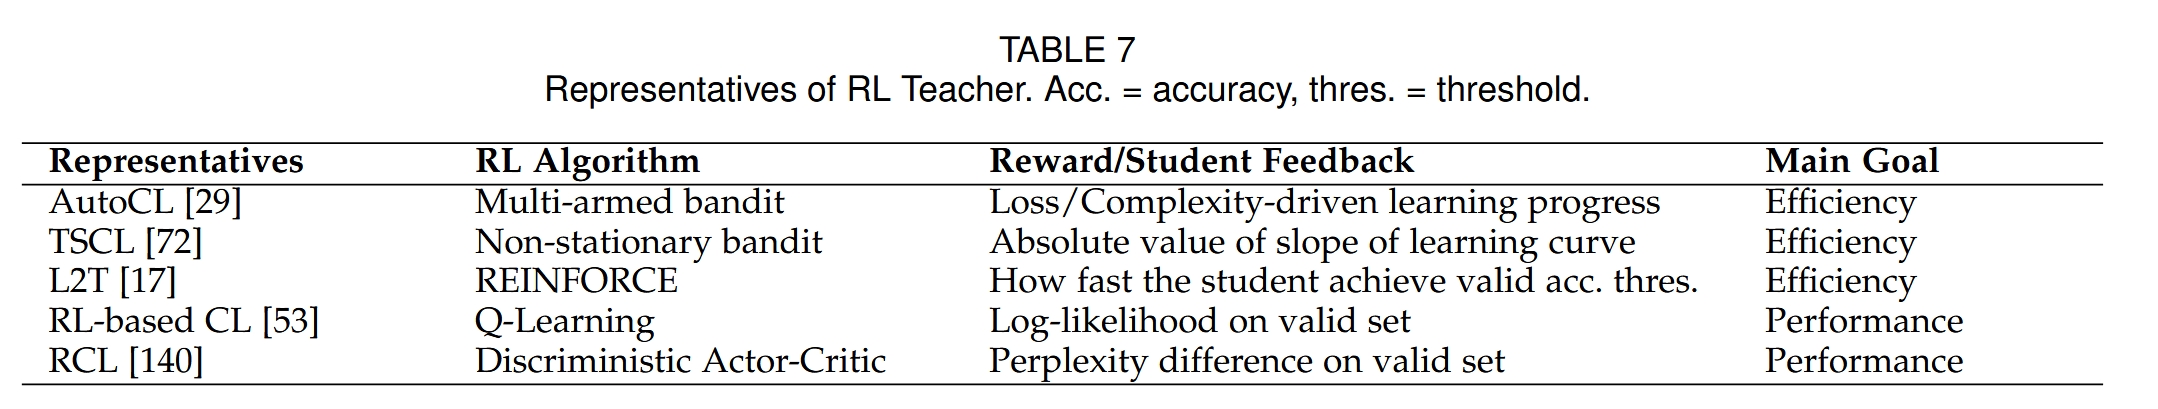 TABLE 7
Representatives of RL Teacher. Acc. = accuracy, thres. = threshold.
Representatives RL Algorithm Reward/Student Feedback Main Goal
AutoCL [29] Multi-armed bandit Loss/Complexity-driven learning progress Efficiency
TSCL [72] Non-stationary bandit Absolute value of slope of learning curve Efficiency
L2T [17] REINFORCE How fast the student achieve valid acc. thres. Efficiency
RL-based CL [53] Q-Learning Log-likelihood on valid set Performance
RCL [140] Discriministic Actor-Critic Perplexity difference on valid set Performance